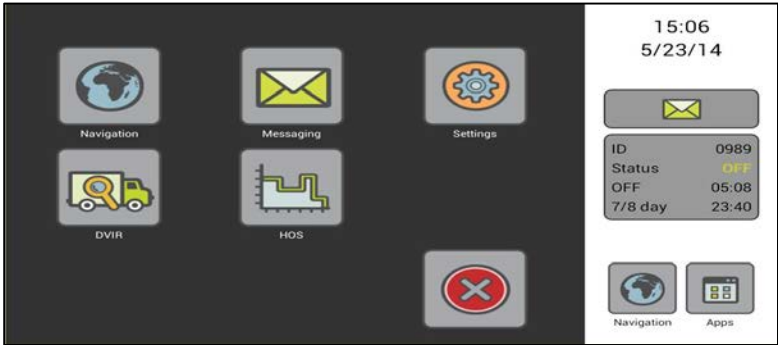 15:06
5/23/14
Navigation Messaging Settings
DVIR HOS
ID 0989
Status OFF
OFF 05:08
7/8 day 23:40
Navigation Apps